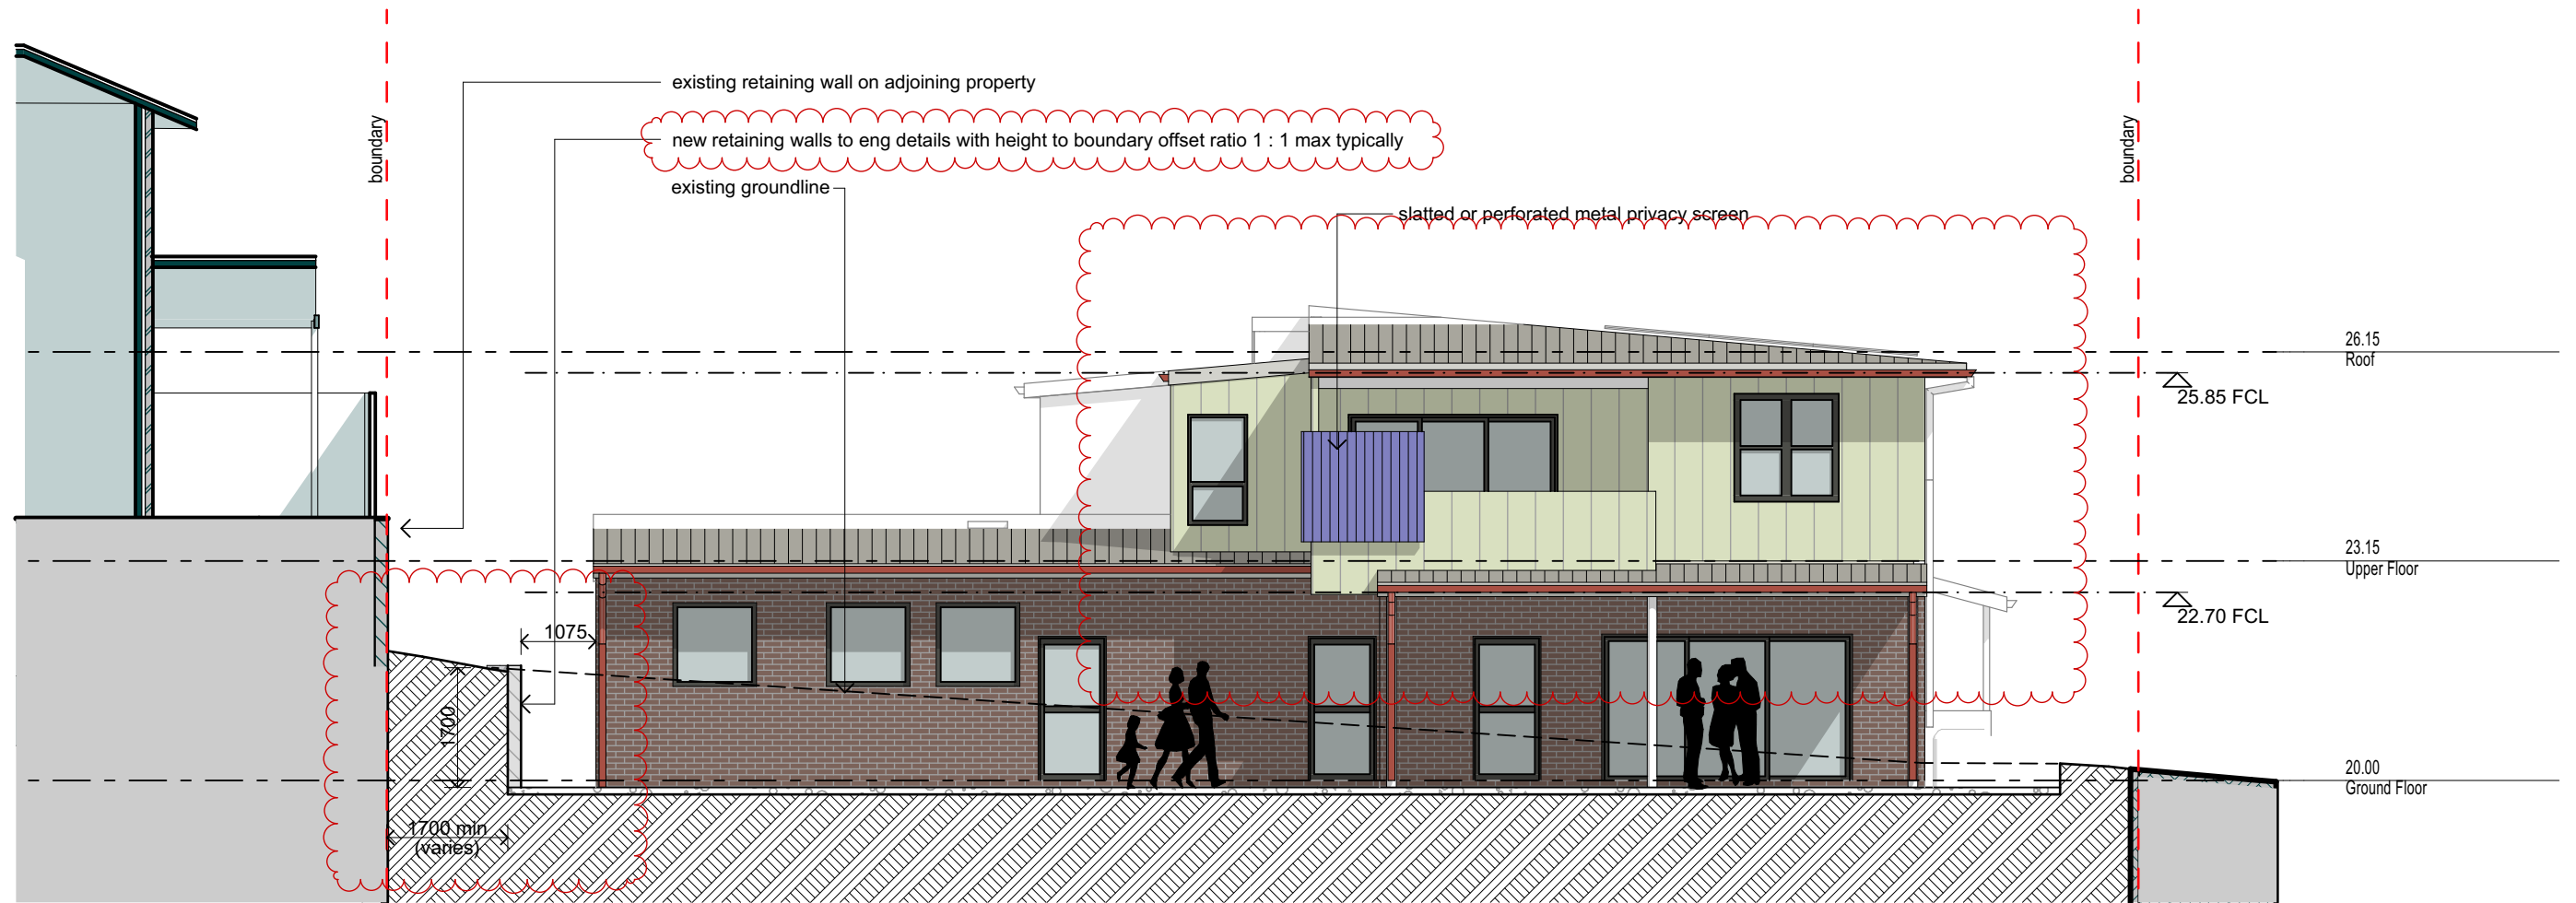 existing retaining wall on adjoining property
boundary
boundary
new retaining walls to eng details with height to boundary offset ratio 1 : 1 max typically
existing groundline
slatted or perforated metal privacy screen
26.15
Roof
25.85 FCL
23.15
Upper Floor
22.70 FCL
1075
1700
20.00
Ground Floor
1700 min
(varies)